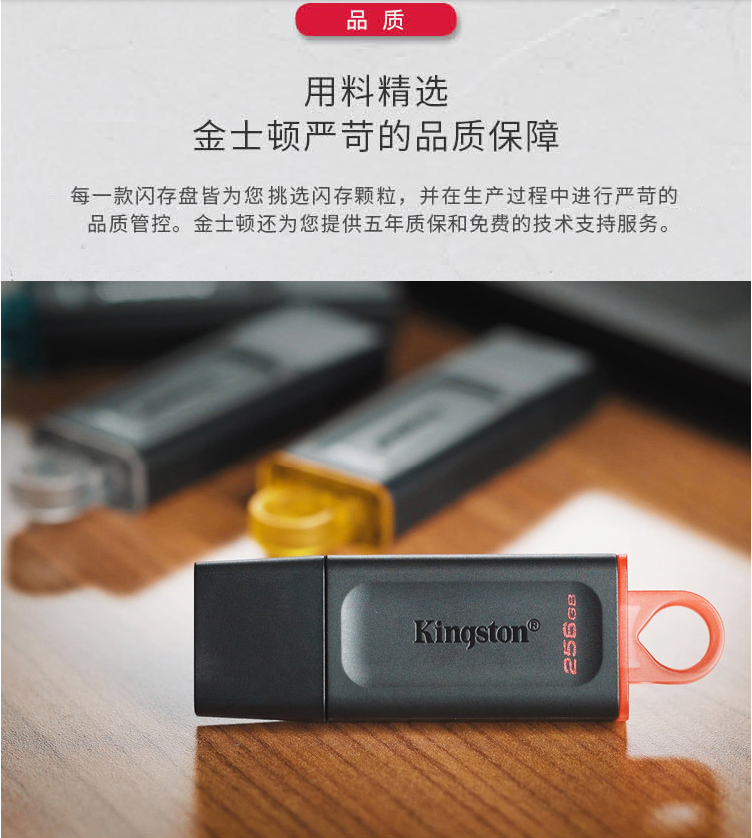 品质
用料精选
金士顿严苛的品质保障
每一款闪存盘皆为您挑选闪存颗粒，并在生产过程中进行严苛的
品质管控。金士顿还为您提供五年质保和免费的技术支持服务。
Kingston®
256GB